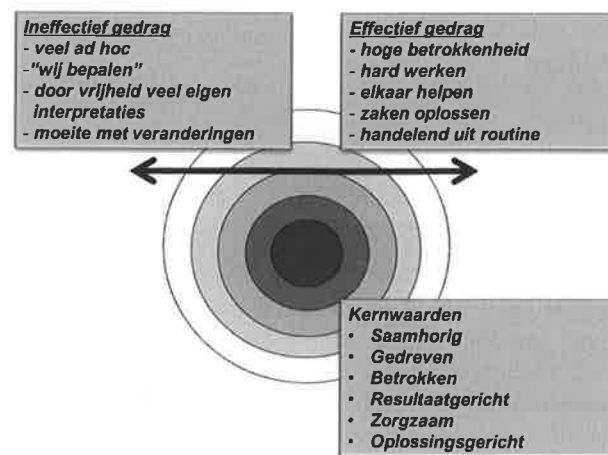 Ineffectief gedrag
- veel ad hoc
-"wij bepalen"
- door vrijheid veel eigen
interpretaties
- moeite met veranderingen
Effectief gedrag
- hoge betrokkenheid
- hard werken
- elkaar helpen
- zaken oplossen
- handelend uit routine
Kernwaarden
• Saamhorig
• Gedreven
• Betrokken
• Resultaatgericht
• Zorgzaam
• Oplossingsgericht